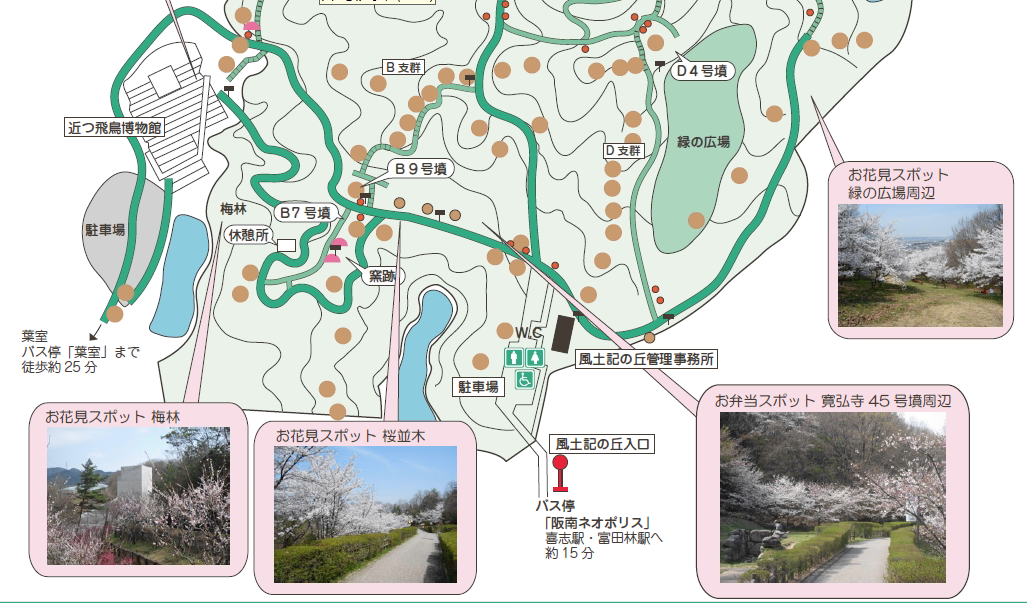 B支群
D4号墳
近つ飛鳥博物館
緑の広場
D支群
お花見スポット
緑の広場周辺
B9号墳
梅林
B7号墳
駐車場
休憩所
窯跡
W.C
葉室
バス停「葉室」まで
徒歩約25分
風土記の丘管理事務所
駐車場
お花見スポット 梅林
お花見スポット 桜並木
お弁当スポット 寛弘寺45号墳周辺
風土記の丘入口
バス停
「阪南ネオポリス」
喜志駅・富田林駅へ
約15分